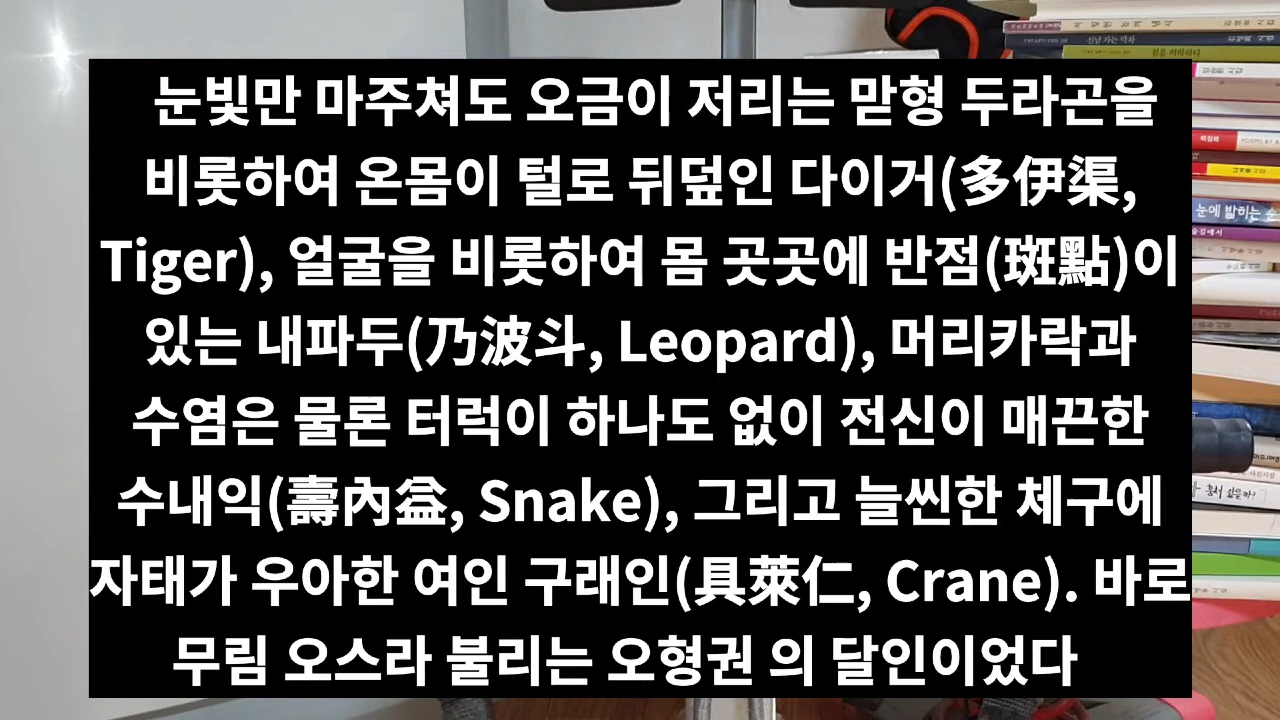 눈빛만 마주쳐도 오금이 저리는 맏형 두라곤을
비롯하여 온몸이 털로 뒤덮인 다이거(多伊渠,
Tiger), 얼굴을 비롯하여 몸 곳곳에 반점(斑點)이
있는 내파두(乃波斗, Leopard), 머리카락과
수염은 물론 터럭이 하나도 없이 전신이 매끈한
수내익(壽內益, Snake), 그리고 늘씬한 체구에
자태가 우아한 여인 구래인(具萊仁, Crane). 바로
무림 오스라 불리는 오형권 의 달인이었다
눈에 밟히는